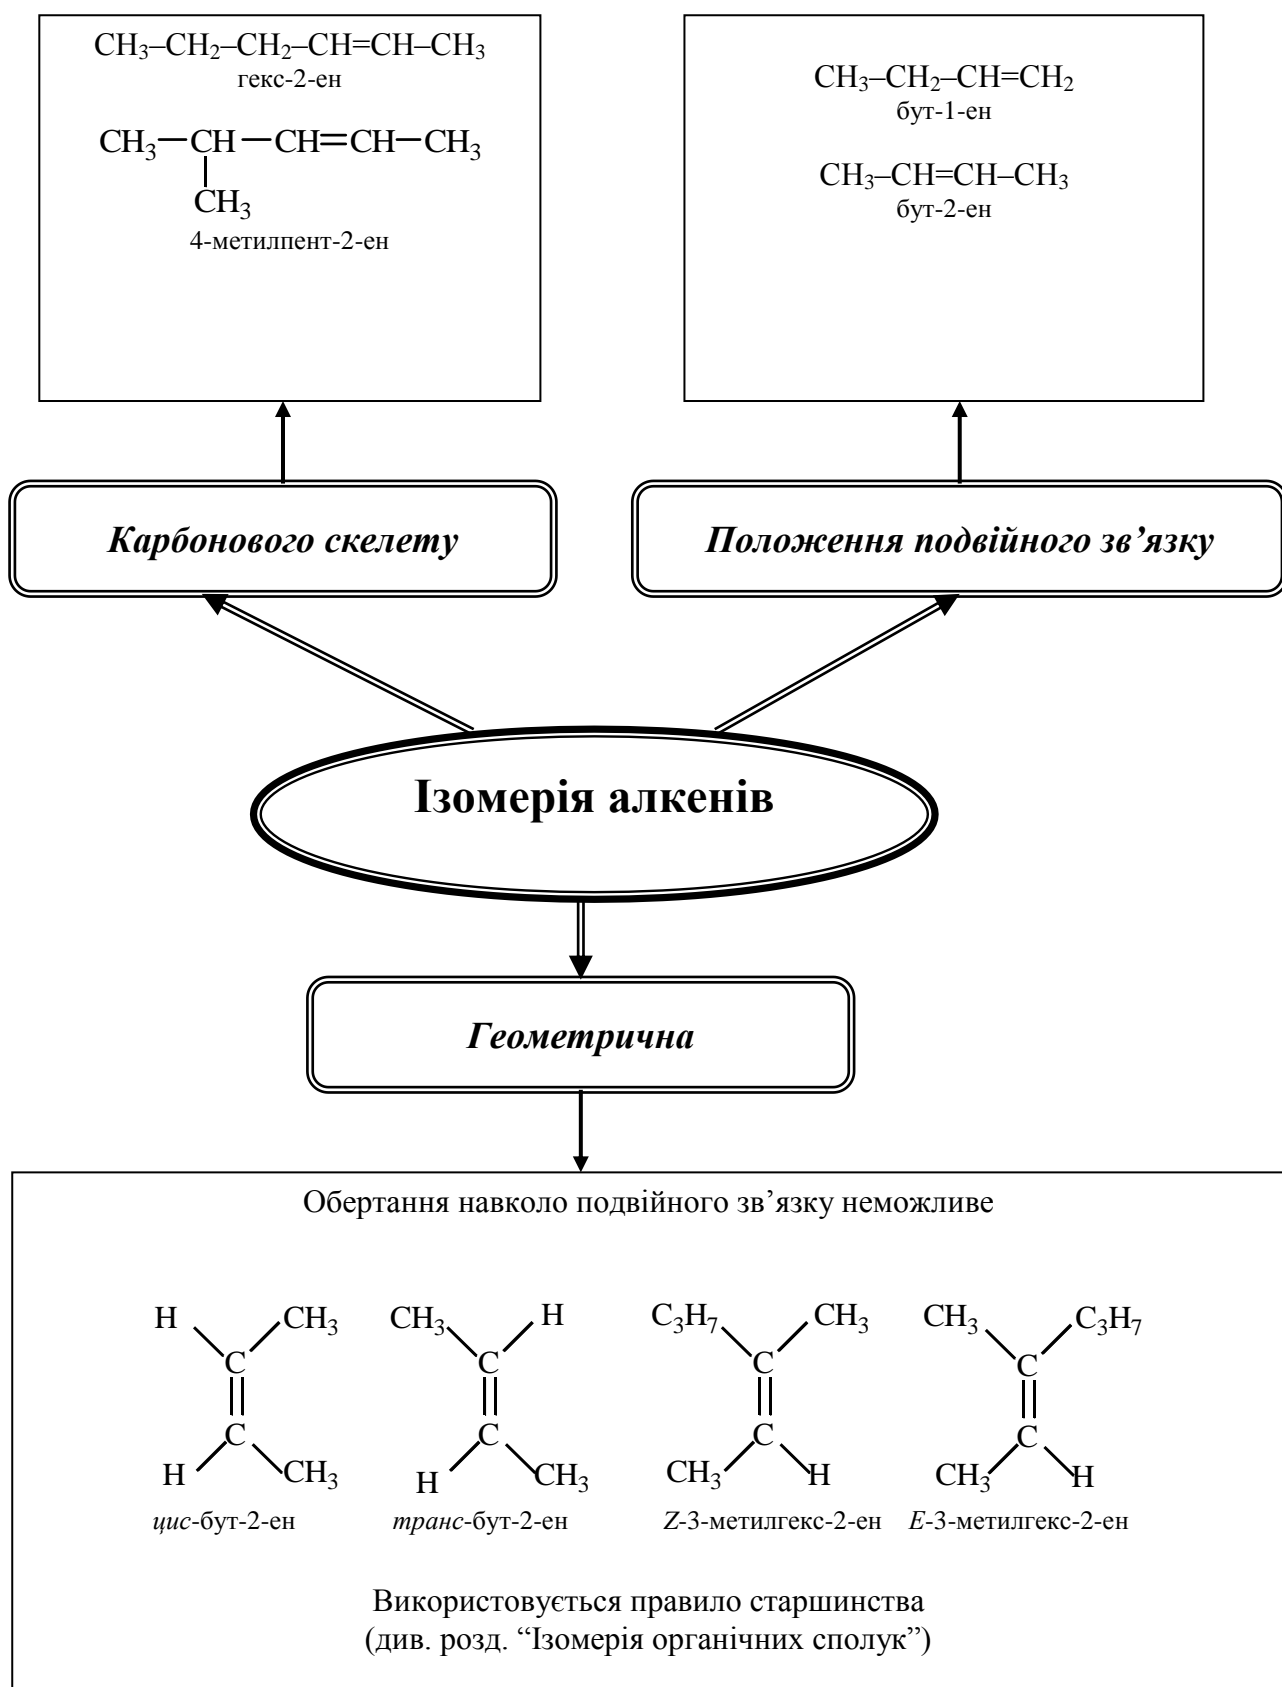 CH₃–CH₂–CH₂–CH=CH–CH₃
гекс-2-ен
CH₃—CH—CH=CH—CH₃
CH₃
4-метилпент-2-ен
CH₃–CH₂–CH=CH₂
бут-1-ен
CH₃–CH=CH–CH₃
бут-2-ен
Карбонового скелету
Положення подвійного зв’язку
Ізомерія алкенів
Геометрична
Обертання навколо подвійного зв’язку неможливе
H CH₃ CH₃ H C₃H₇ CH₃ CH₃ C₃H₇
C C C C
C C C C
H CH₃ H CH₃ CH₃ H CH₃ H
цис-бут-2-ен транс-бут-2-ен Z-3-метилгекс-2-ен E-3-метилгекс-2-ен
Використовується правило старшинства
(див. розд. “Ізомерія органічних сполук”)